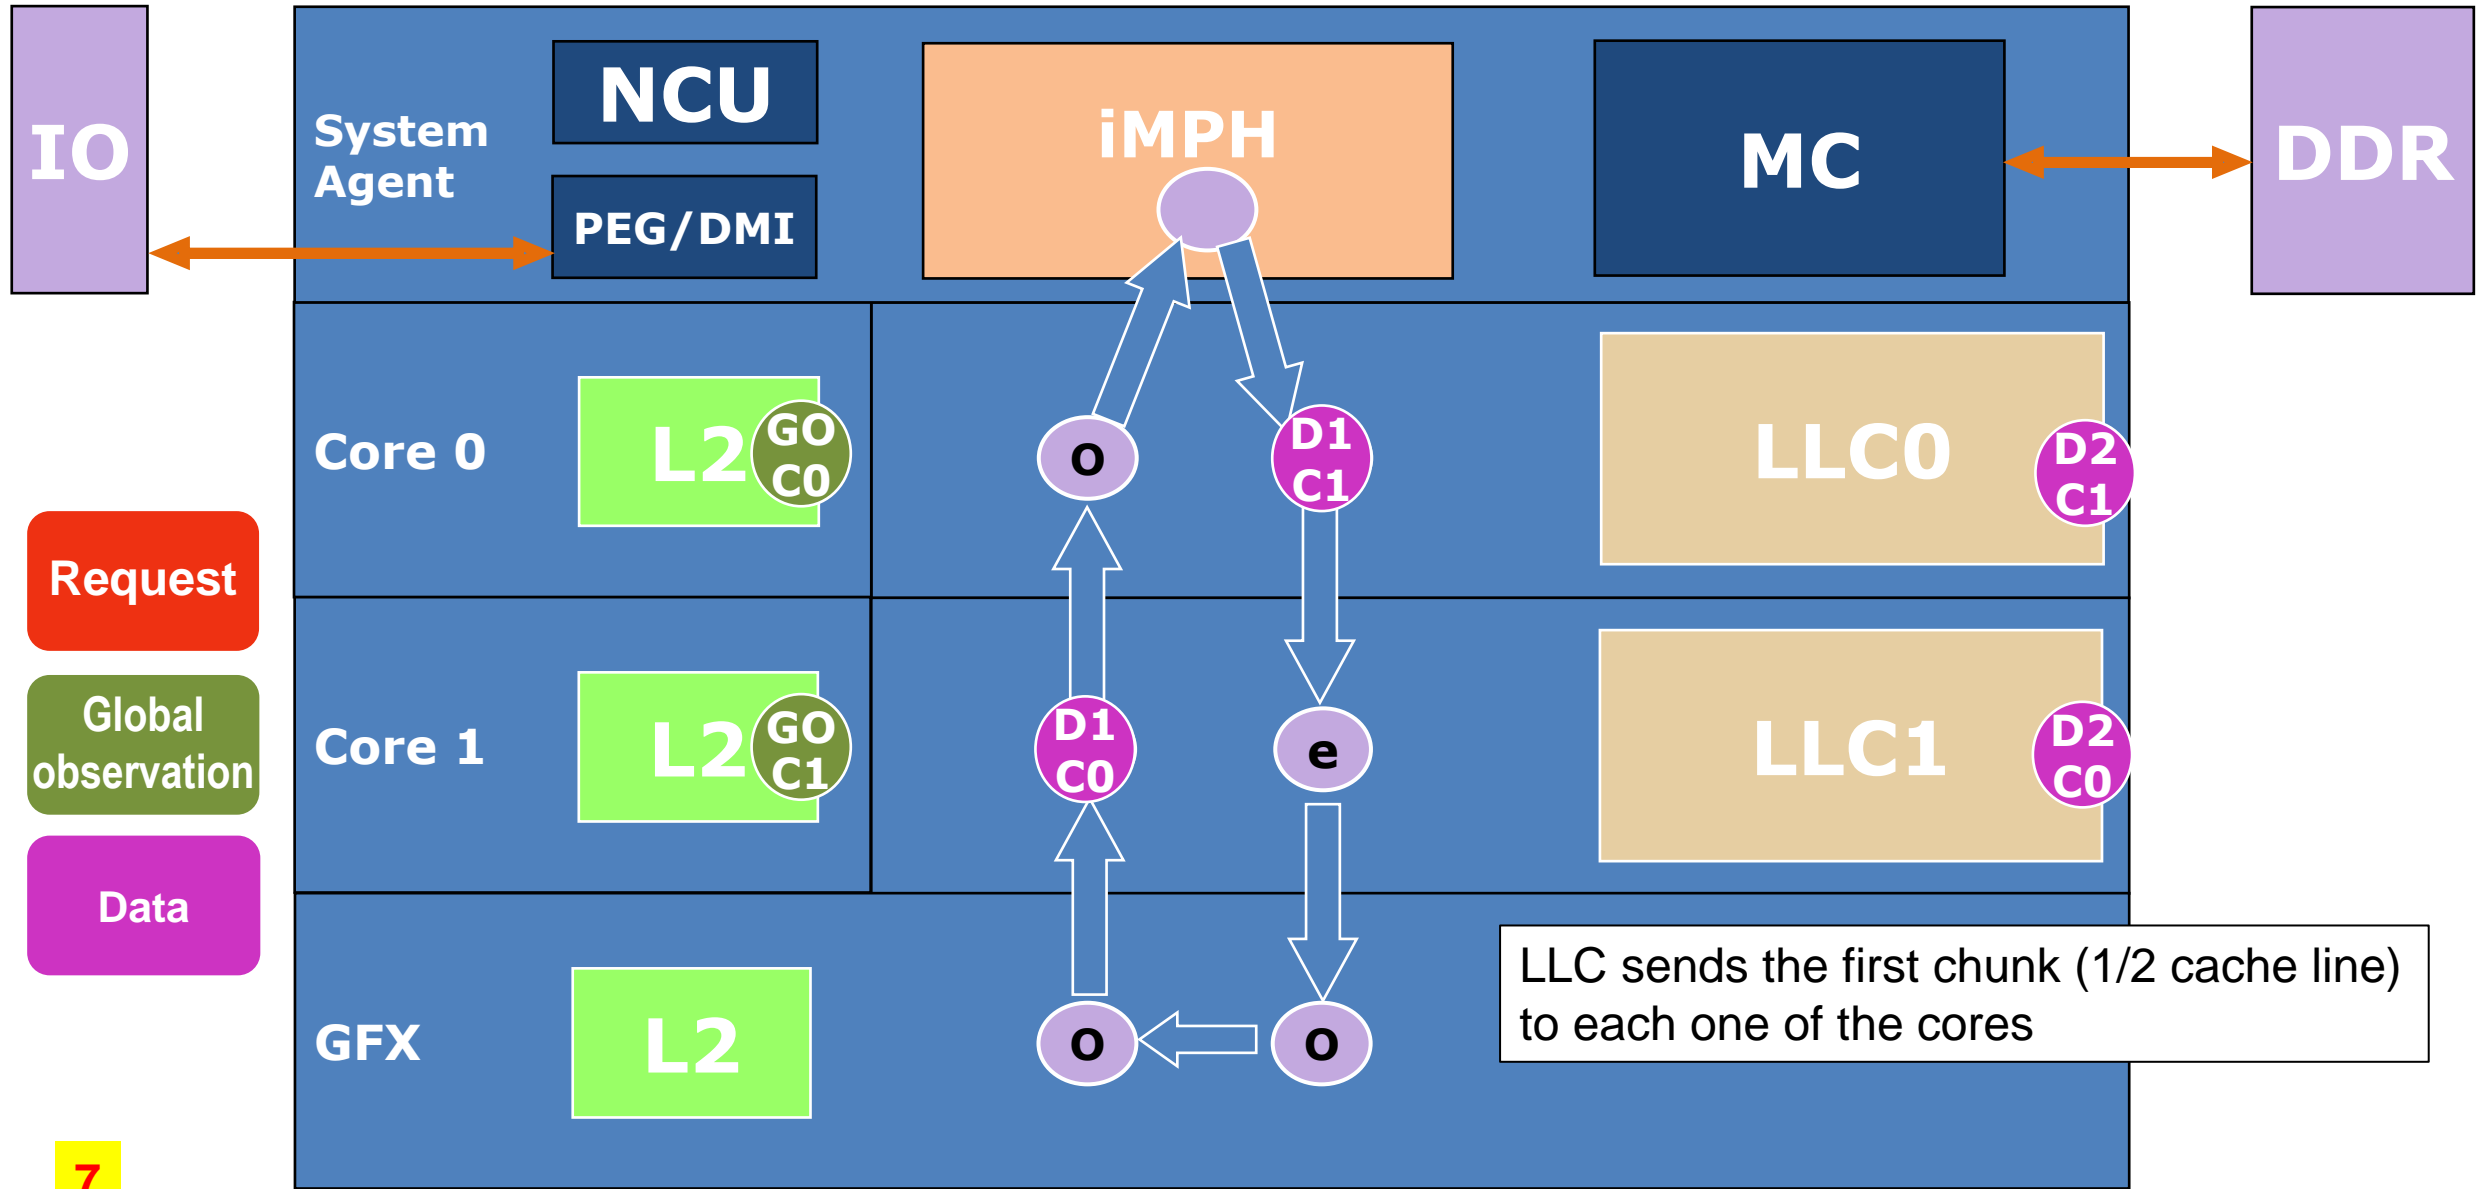 IO
System
Agent
NCU
PEG/DMI
iMPH
MC
DDR
Core 0
L2
GO
C0
O
D1
C1
LLC0
D2
C1
Request
Global
observation
Data
Core 1
L2
GO
C1
D1
C0
e
LLC1
D2
C0
GFX
L2
O
O
LLC sends the first chunk (1/2 cache line)
to each one of the cores
7